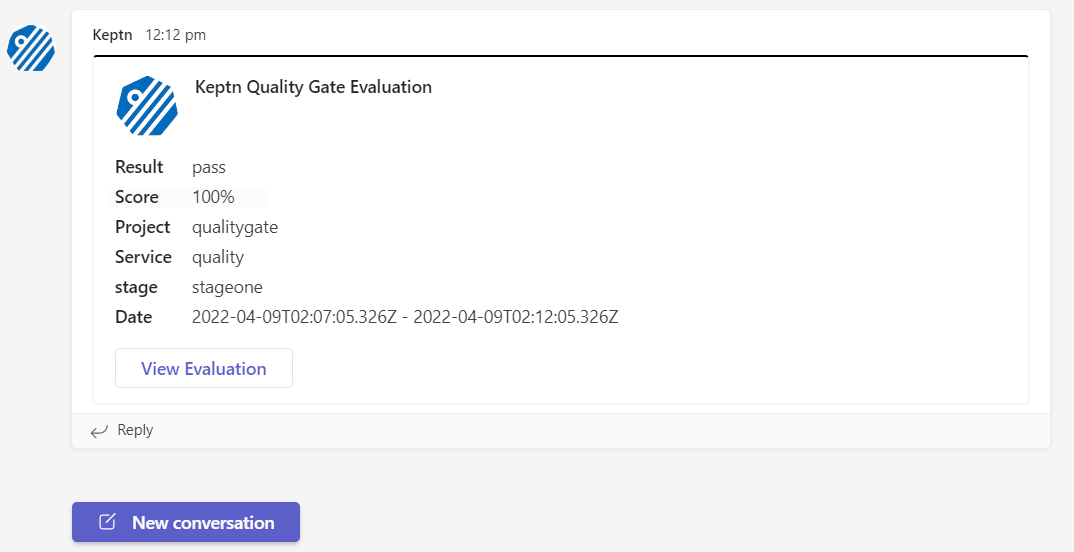 Keptn 12:12 pm
Keptn Quality Gate Evaluation
Result pass
Score 100%
Project qualitygate
Service quality
stage stageone
Date 2022-04-09T02:07:05.326Z - 2022-04-09T02:12:05.326Z
View Evaluation
Reply
New conversation